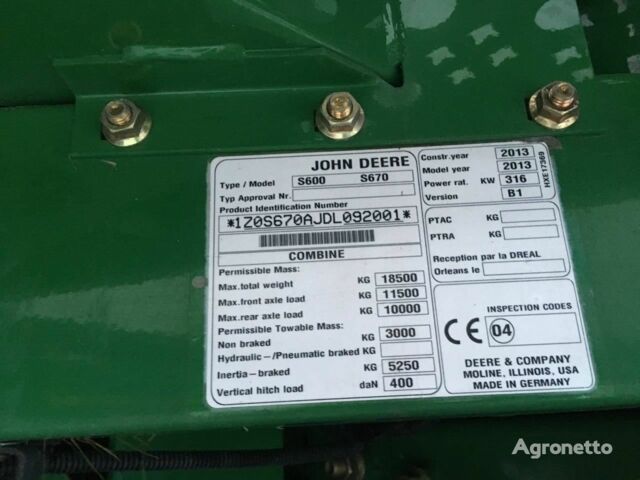 JOHN DEERE
Type / Model S600 S670
Typ Approval Nr.
Product Identification Number
*1Z0S670AJDL092001*
COMBINE
Permissible Mass:
Max.total weight KG 18500
Max.front axle load KG 11500
Max.rear axle load KG 10000
Permissible Towable Mass:
Non braked KG 3000
Hydraulic-/Pneumatic braked KG
Inertia-braked KG 5250
Vertical hitch load daN 400
Constr.year 2013
Model year 2013
Power rat. KW 316
Version B1
HXE17369
PTAC KG
PTRA KG
Reception par la DREAL
Orleans le
INSPECTION CODES
CE 04
DEERE & COMPANY
MOLINE, ILLINOIS, USA
MADE IN GERMANY
Agronetto